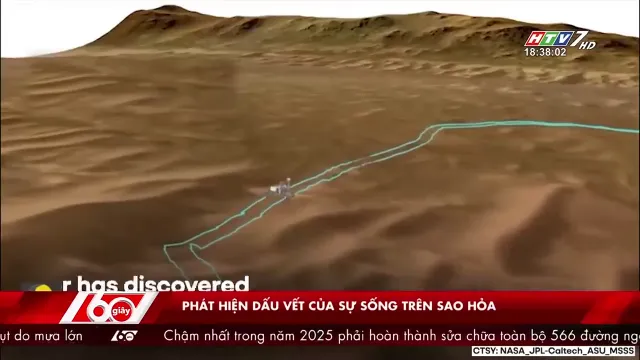 HTV7 HD
18:38:02
r has discovered
60 giây
PHÁT HIỆN DẤU VẾT CỦA SỰ SỐNG TRÊN SAO HỎA
ụt do mưa lớn 60s Chậm nhất trong năm 2025 phải hoàn thành sửa chữa toàn bộ 566 đường ng
CTSY: NASA_JPL-Caltech_ASU_MSSS